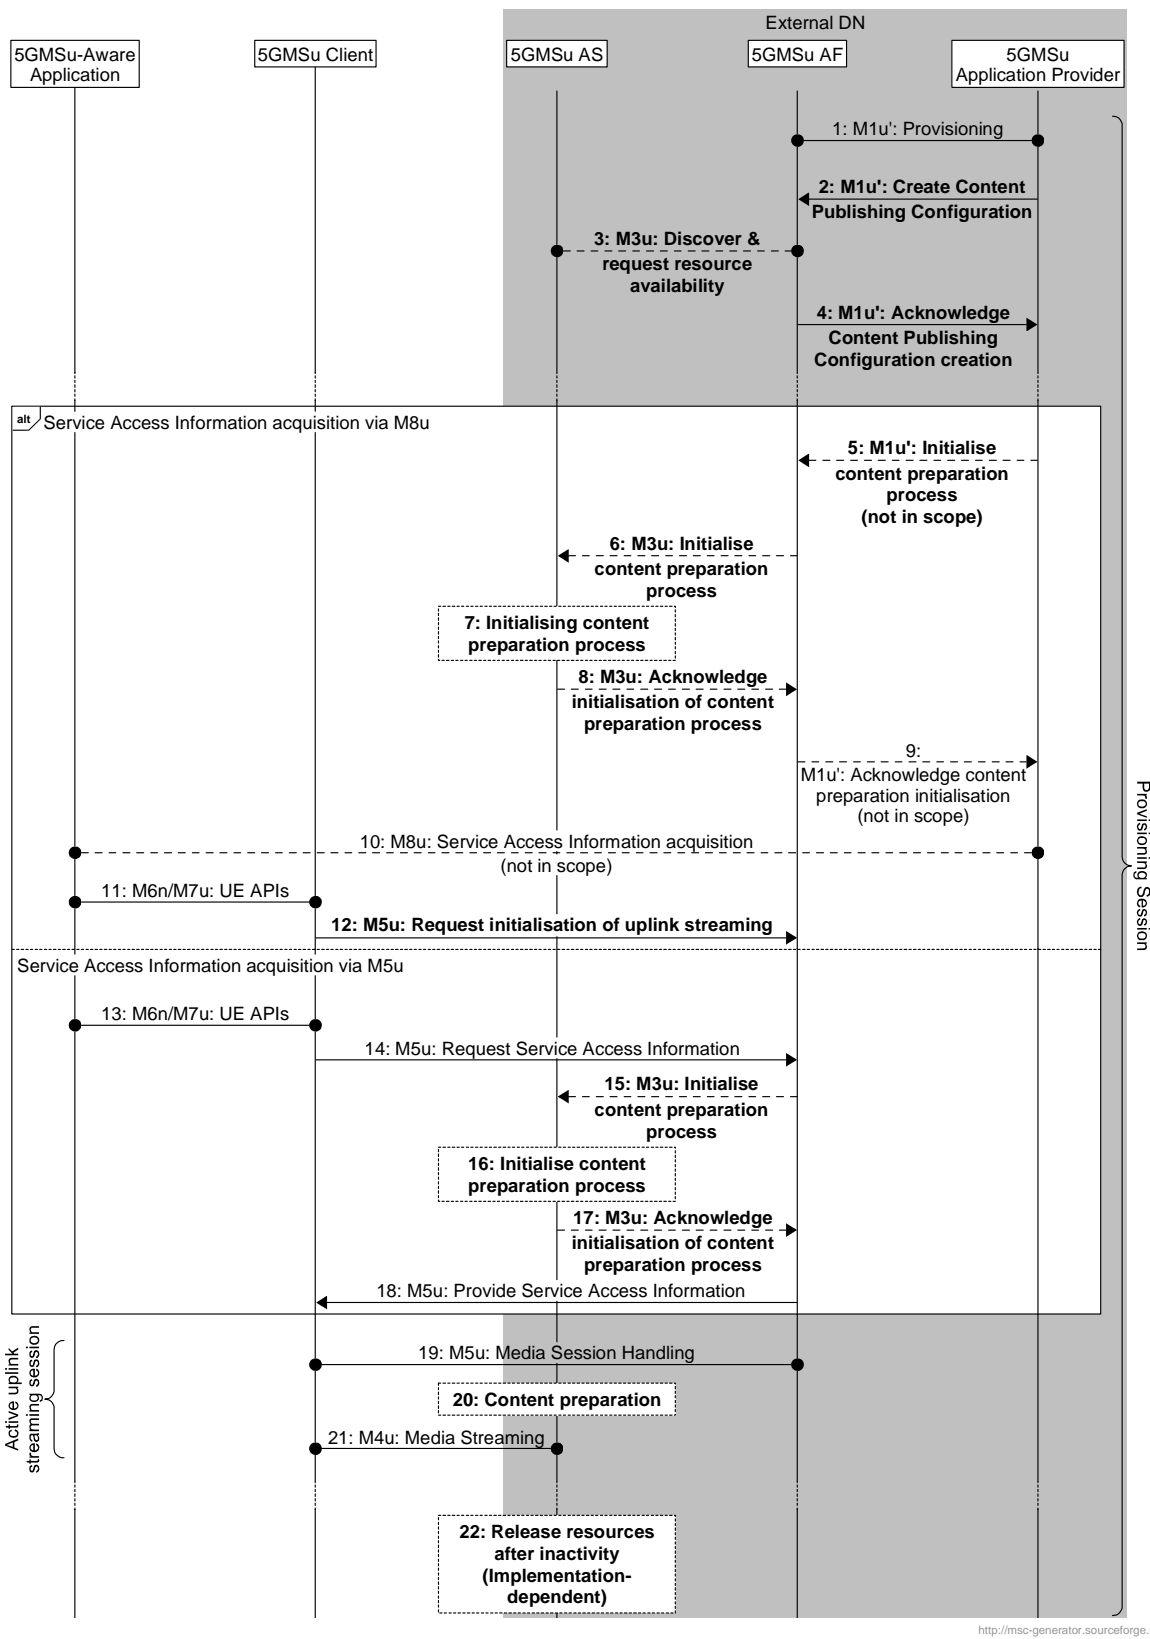 External DN
5GMSu-Aware
Application
5GMSu Client
5GMSu AS
5GMSu AF
5GMSu
Application Provider
1: M1u': Provisioning
2: M1u': Create Content
Publishing Configuration
3: M3u: Discover &
request resource
availability
4: M1u': Acknowledge
Content Publishing
Configuration creation
alt
Service Access Information acquisition via M8u
5: M1u': Initialise
content preparation
process
(not in scope)
6: M3u: Initialise
content preparation
process
7: Initialising content
preparation process
8: M3u: Acknowledge
initialisation of content
preparation process
9:
M1u': Acknowledge content
preparation initialisation
(not in scope)
10: M8u: Service Access Information acquisition
(not in scope)
11: M6n/M7u: UE APIs
12: M5u: Request initialisation of uplink streaming
Service Access Information acquisition via M5u
13: M6n/M7u: UE APIs
14: M5u: Request Service Access Information
15: M3u: Initialise
content preparation
process
16: Initialise content
preparation process
17: M3u: Acknowledge
initialisation of content
preparation process
18: M5u: Provide Service Access Information
19: M5u: Media Session Handling
20: Content preparation
21: M4u: Media Streaming
Active uplink
streaming session
22: Release resources
after inactivity
(Implementation-
dependent)
Provisioning Session
http://msc-generator.sourceforge.